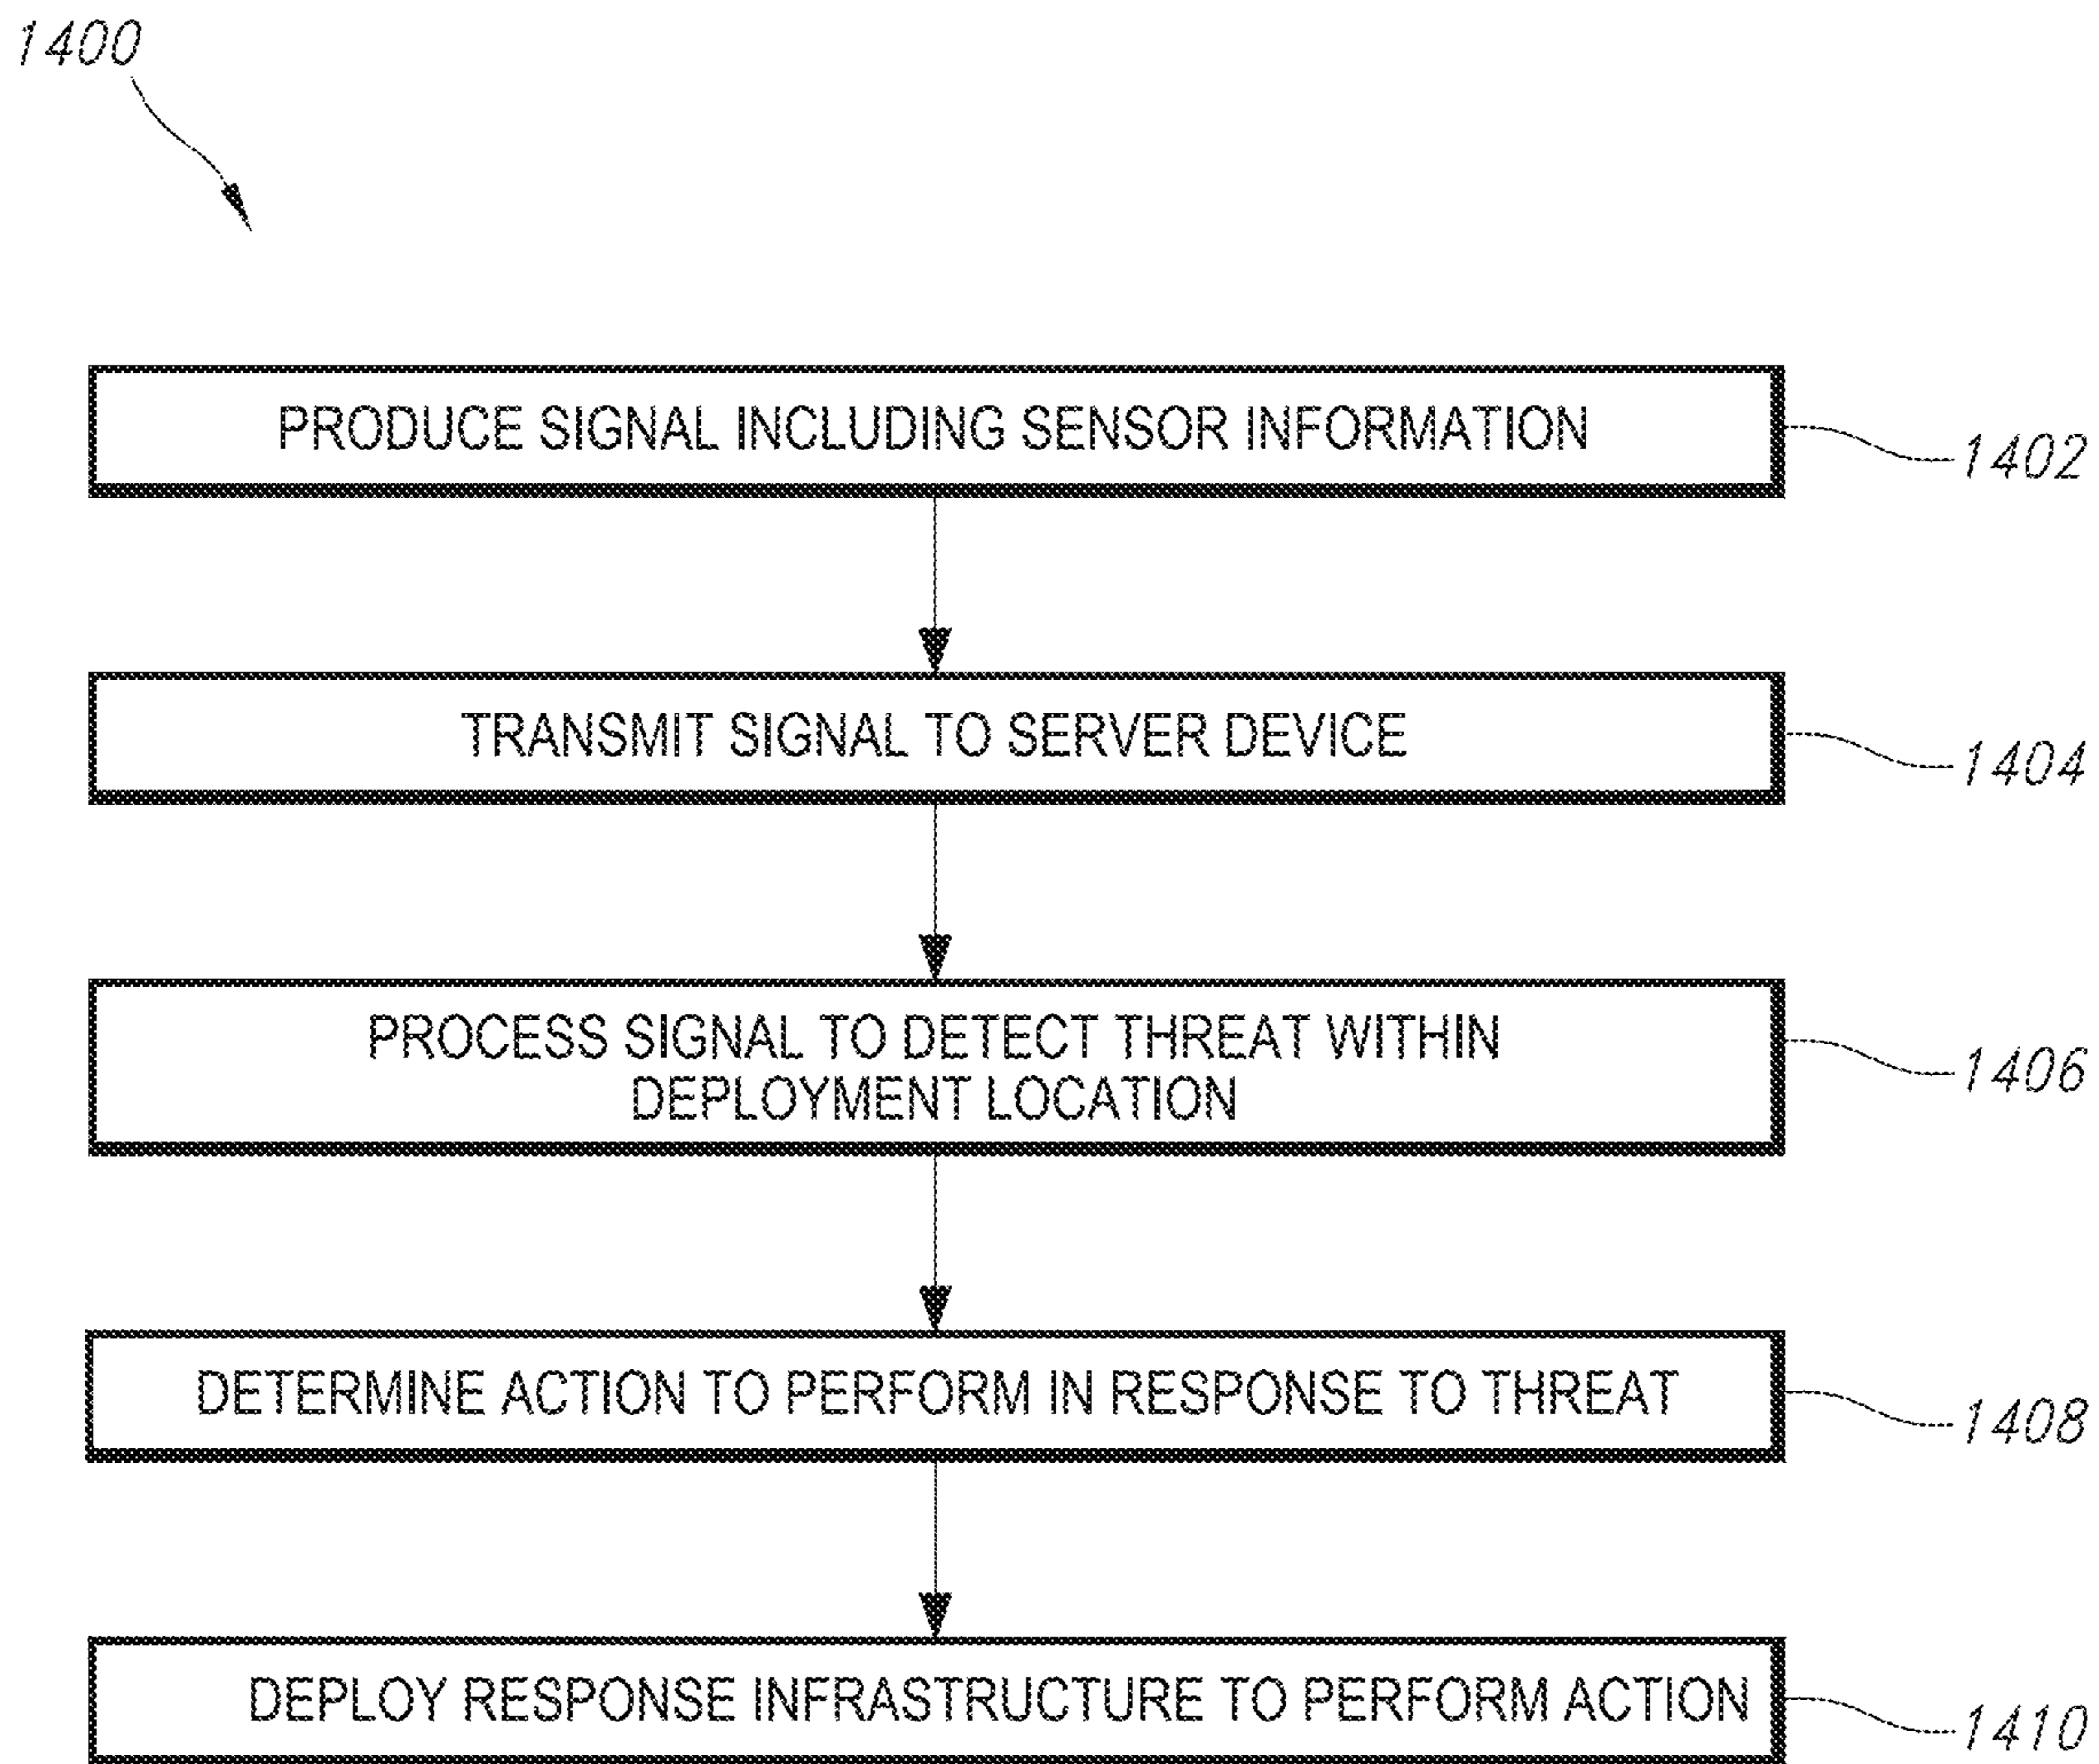 1400
PRODUCE SIGNAL INCLUDING SENSOR INFORMATION
1402
TRANSMIT SIGNAL TO SERVER DEVICE
1404
PROCESS SIGNAL TO DETECT THREAT WITHIN
DEPLOYMENT LOCATION
1406
DETERMINE ACTION TO PERFORM IN RESPONSE TO THREAT
1408
DEPLOY RESPONSE INFRASTRUCTURE TO PERFORM ACTION
1410